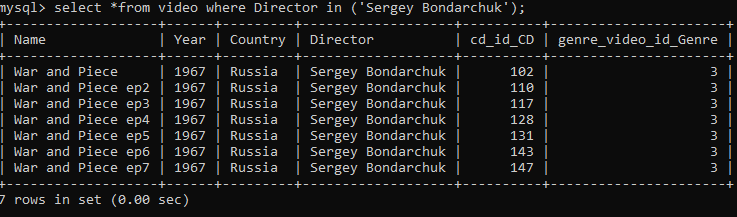 mysql> select *from video where Director in ('Sergey Bondarchuk');
+------------------+------+---------+-------------------+----------+----------------------+
| Name             | Year | Country | Director          | cd_id_CD | genre_video_id_Genre |
+------------------+------+---------+-------------------+----------+----------------------+
| War and Piece     | 1967 | Russia  | Sergey Bondarchuk |      102 |                    3 |
| War and Piece ep2 | 1967 | Russia  | Sergey Bondarchuk |      110 |                    3 |
| War and Piece ep3 | 1967 | Russia  | Sergey Bondarchuk |      117 |                    3 |
| War and Piece ep4 | 1967 | Russia  | Sergey Bondarchuk |      128 |                    3 |
| War and Piece ep5 | 1967 | Russia  | Sergey Bondarchuk |      131 |                    3 |
| War and Piece ep6 | 1967 | Russia  | Sergey Bondarchuk |      143 |                    3 |
| War and Piece ep7 | 1967 | Russia  | Sergey Bondarchuk |      147 |                    3 |
+------------------+------+---------+-------------------+----------+----------------------+
7 rows in set (0.00 sec)